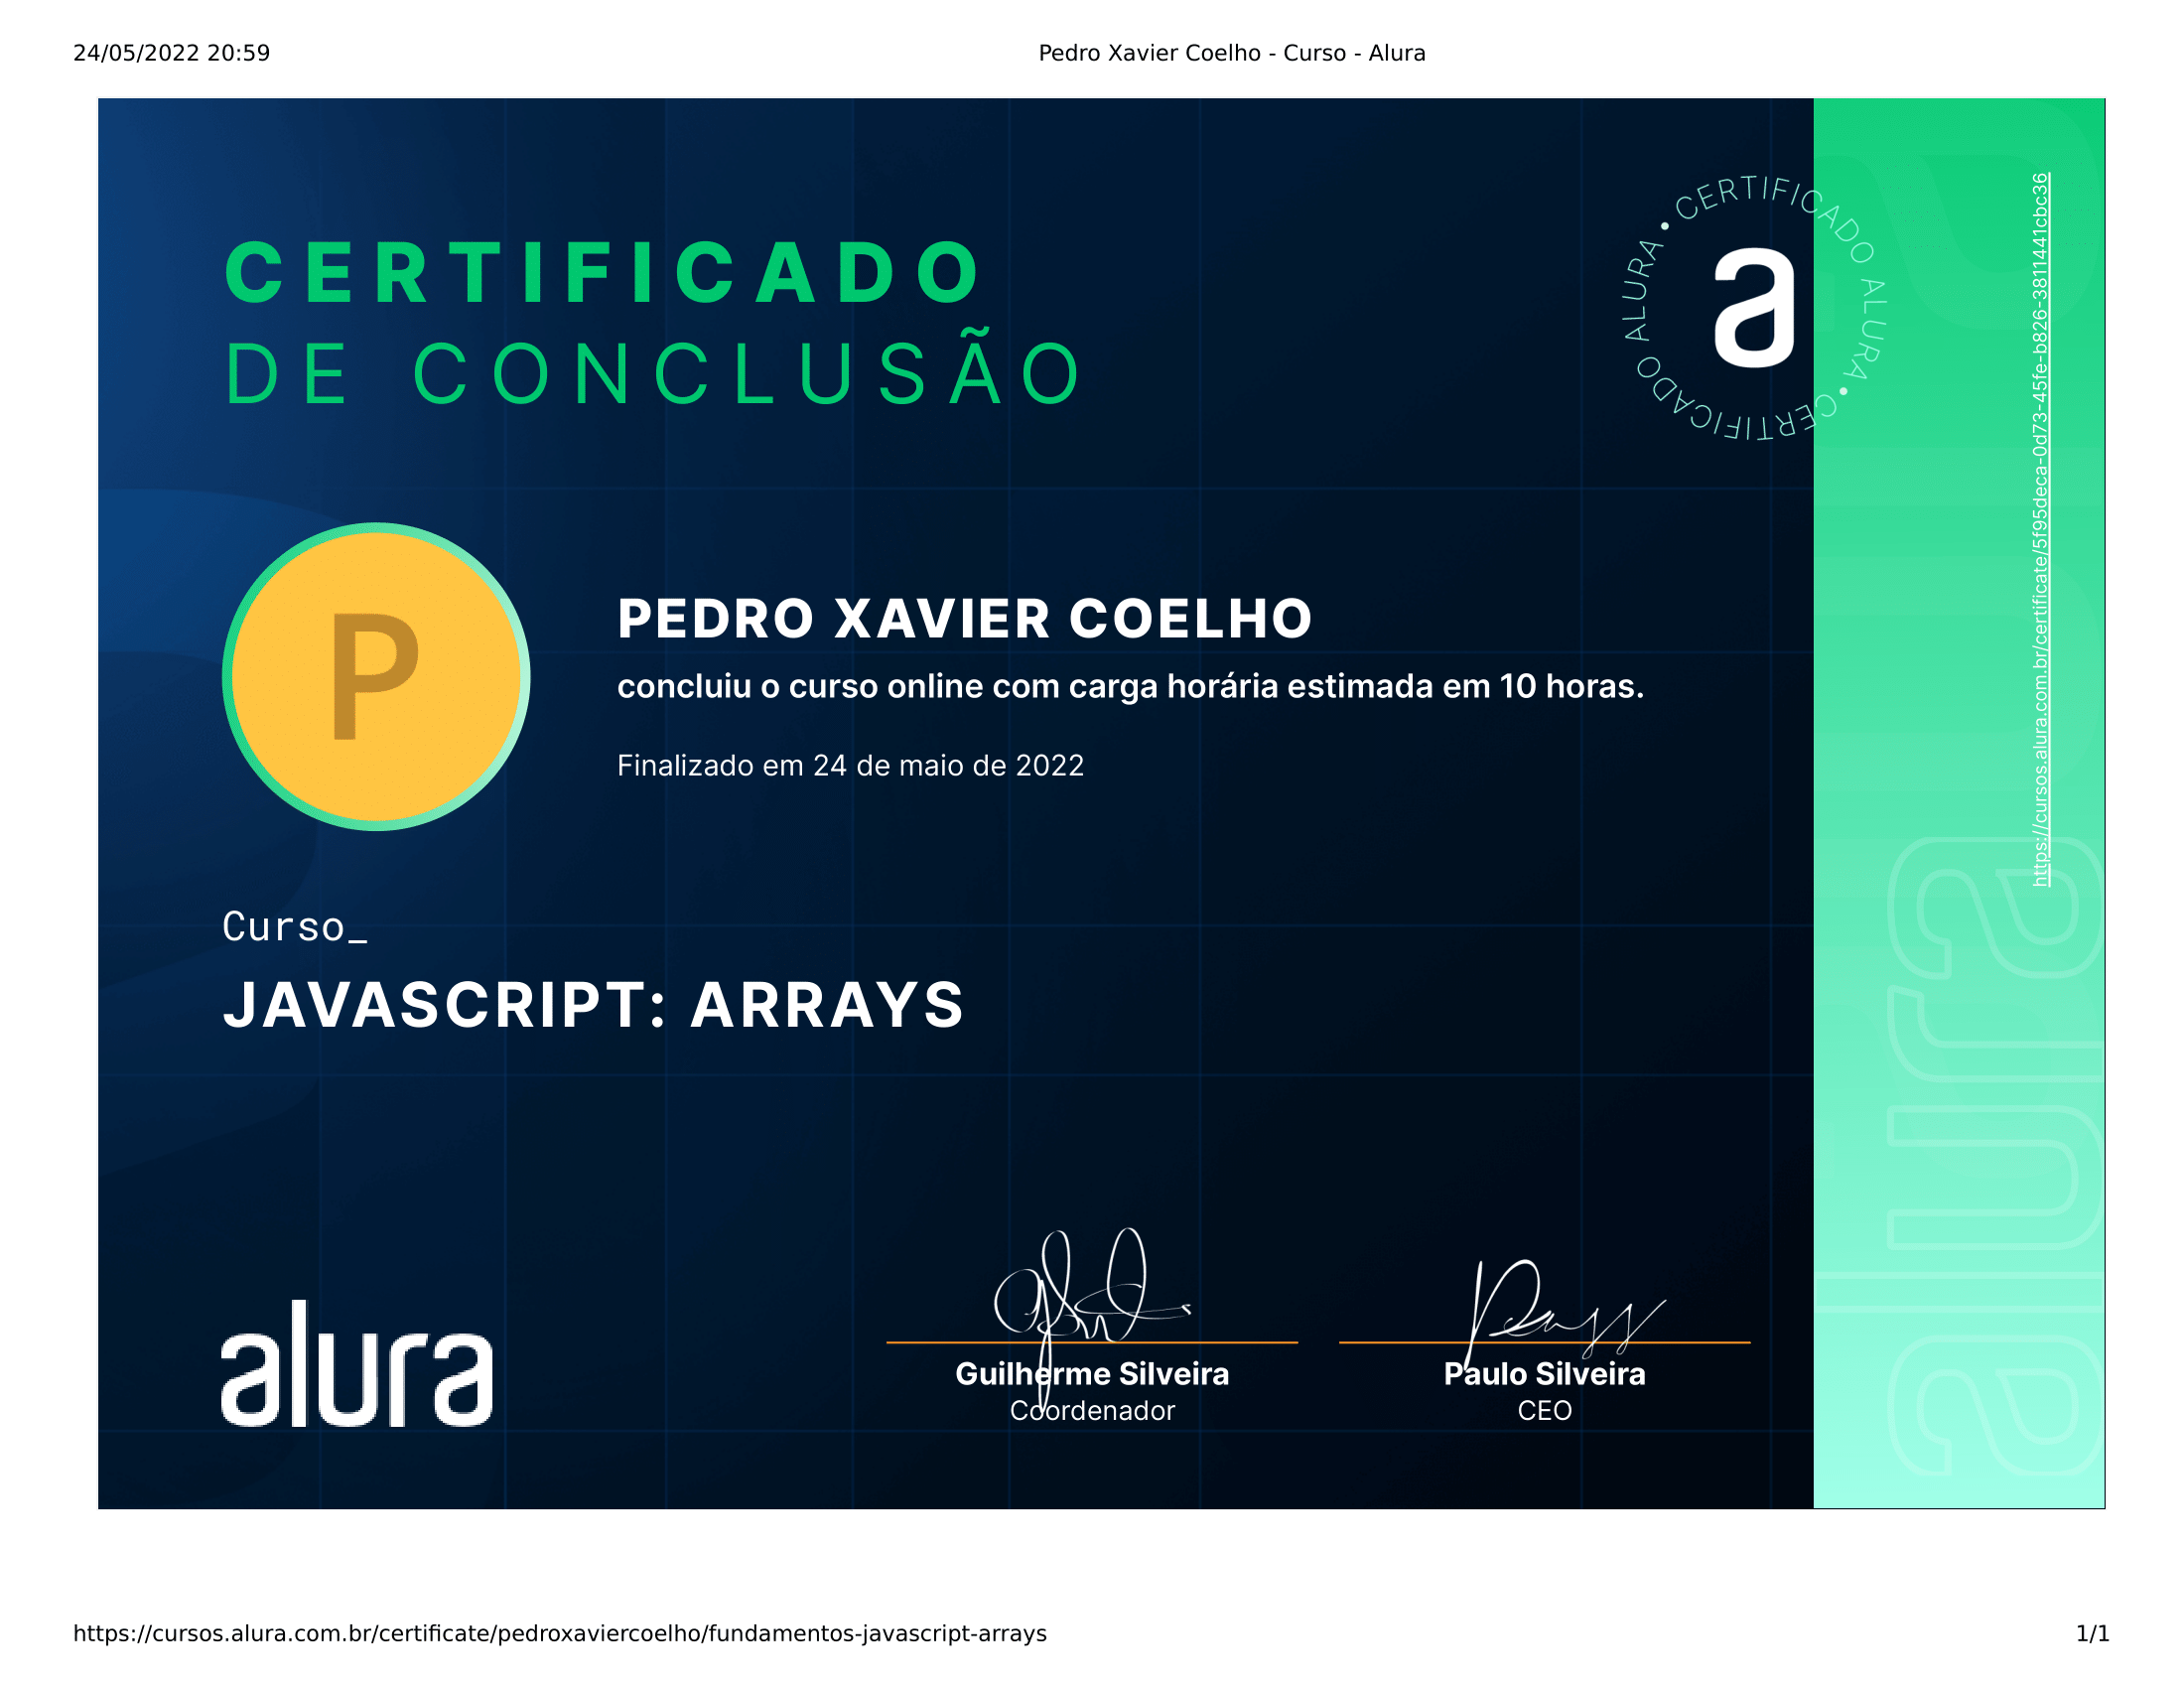 24/05/2022 20:59
Pedro Xavier Coelho - Curso - Alura
CERTIFICADO
DE CONCLUSÃO
CERTIFICADO ALURA • CERTIFICADO ALURA •
a
https://cursos.alura.com.br/certificate/5f95deca-0d73-45fe-b826-3811441cbc36
P
PEDRO XAVIER COELHO
concluiu o curso online com carga horária estimada em 10 horas.
Finalizado em 24 de maio de 2022
Curso_
JAVASCRIPT: ARRAYS
alura
alura
Guilherme Silveira
Coordenador
Paulo Silveira
CEO
https://cursos.alura.com.br/certificate/pedroxaviercoelho/fundamentos-javascript-arrays
1/1